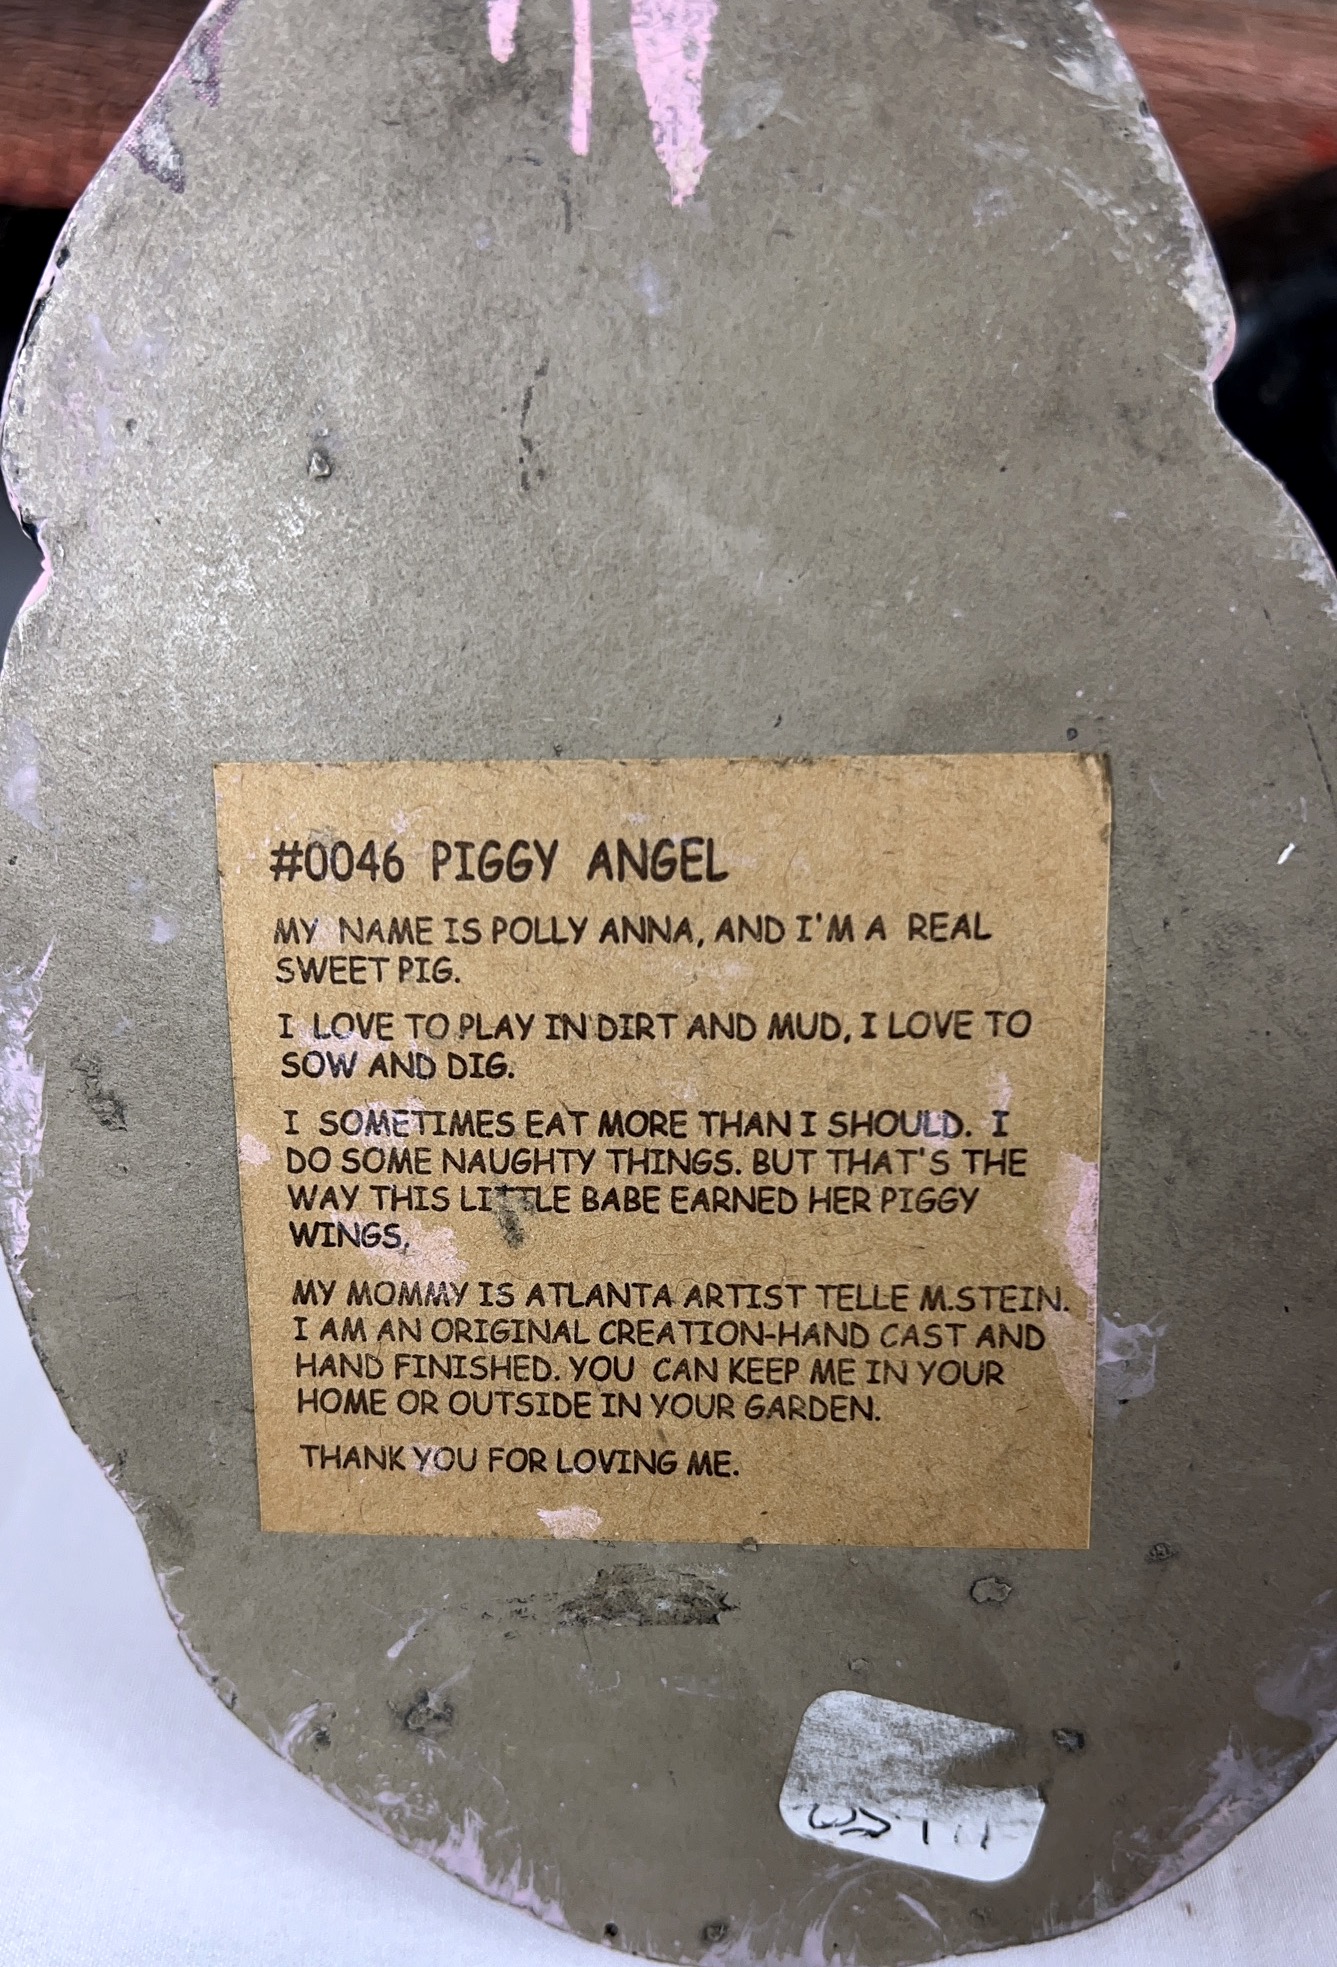 #0046 PIGGY ANGEL
MY NAME IS POLLY ANNA, AND I'M A REAL
SWEET PIG.
I LOVE TO PLAY IN DIRT AND MUD, I LOVE TO
SOW AND DIG.
I SOMETIMES EAT MORE THAN I SHOULD. I
DO SOME NAUGHTY THINGS. BUT THAT'S THE
WAY THIS LITTLE BABE EARNED HER PIGGY
WINGS.
MY MOMMY IS ATLANTA ARTIST TELLE M.STEIN.
I AM AN ORIGINAL CREATION-HAND CAST AND
HAND FINISHED. YOU CAN KEEP ME IN YOUR
HOME OR OUTSIDE IN YOUR GARDEN.
THANK YOU FOR LOVING ME.